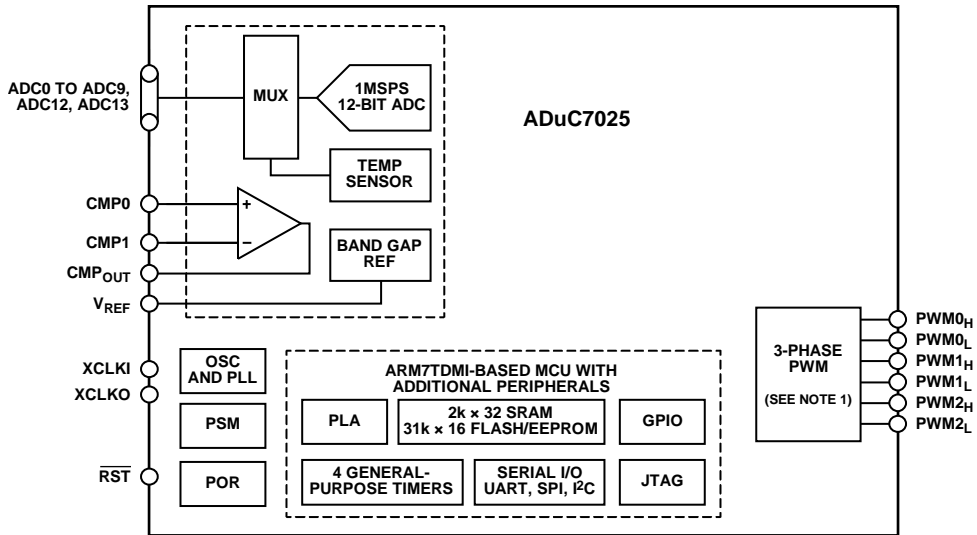 ADC0 TO ADC9,
ADC12, ADC13
MUX
1MSPS
12-BIT ADC
ADuC7025
TEMP
SENSOR
CMP0
+
CMP1
−
CMPOUT
BAND GAP
REF
VREF
XCLKI
XCLKO
OSC
AND PLL
PSM
RST
POR
ARM7TDMI-BASED MCU WITH
ADDITIONAL PERIPHERALS
PLA
2k × 32 SRAM
31k × 16 FLASH/EEPROM
GPIO
4 GENERAL-
PURPOSE TIMERS
SERIAL I/O
UART, SPI, I2C
JTAG
3-PHASE
PWM
(SEE NOTE 1)
PWM0H
PWM0L
PWM1H
PWM1L
PWM2H
PWM2L